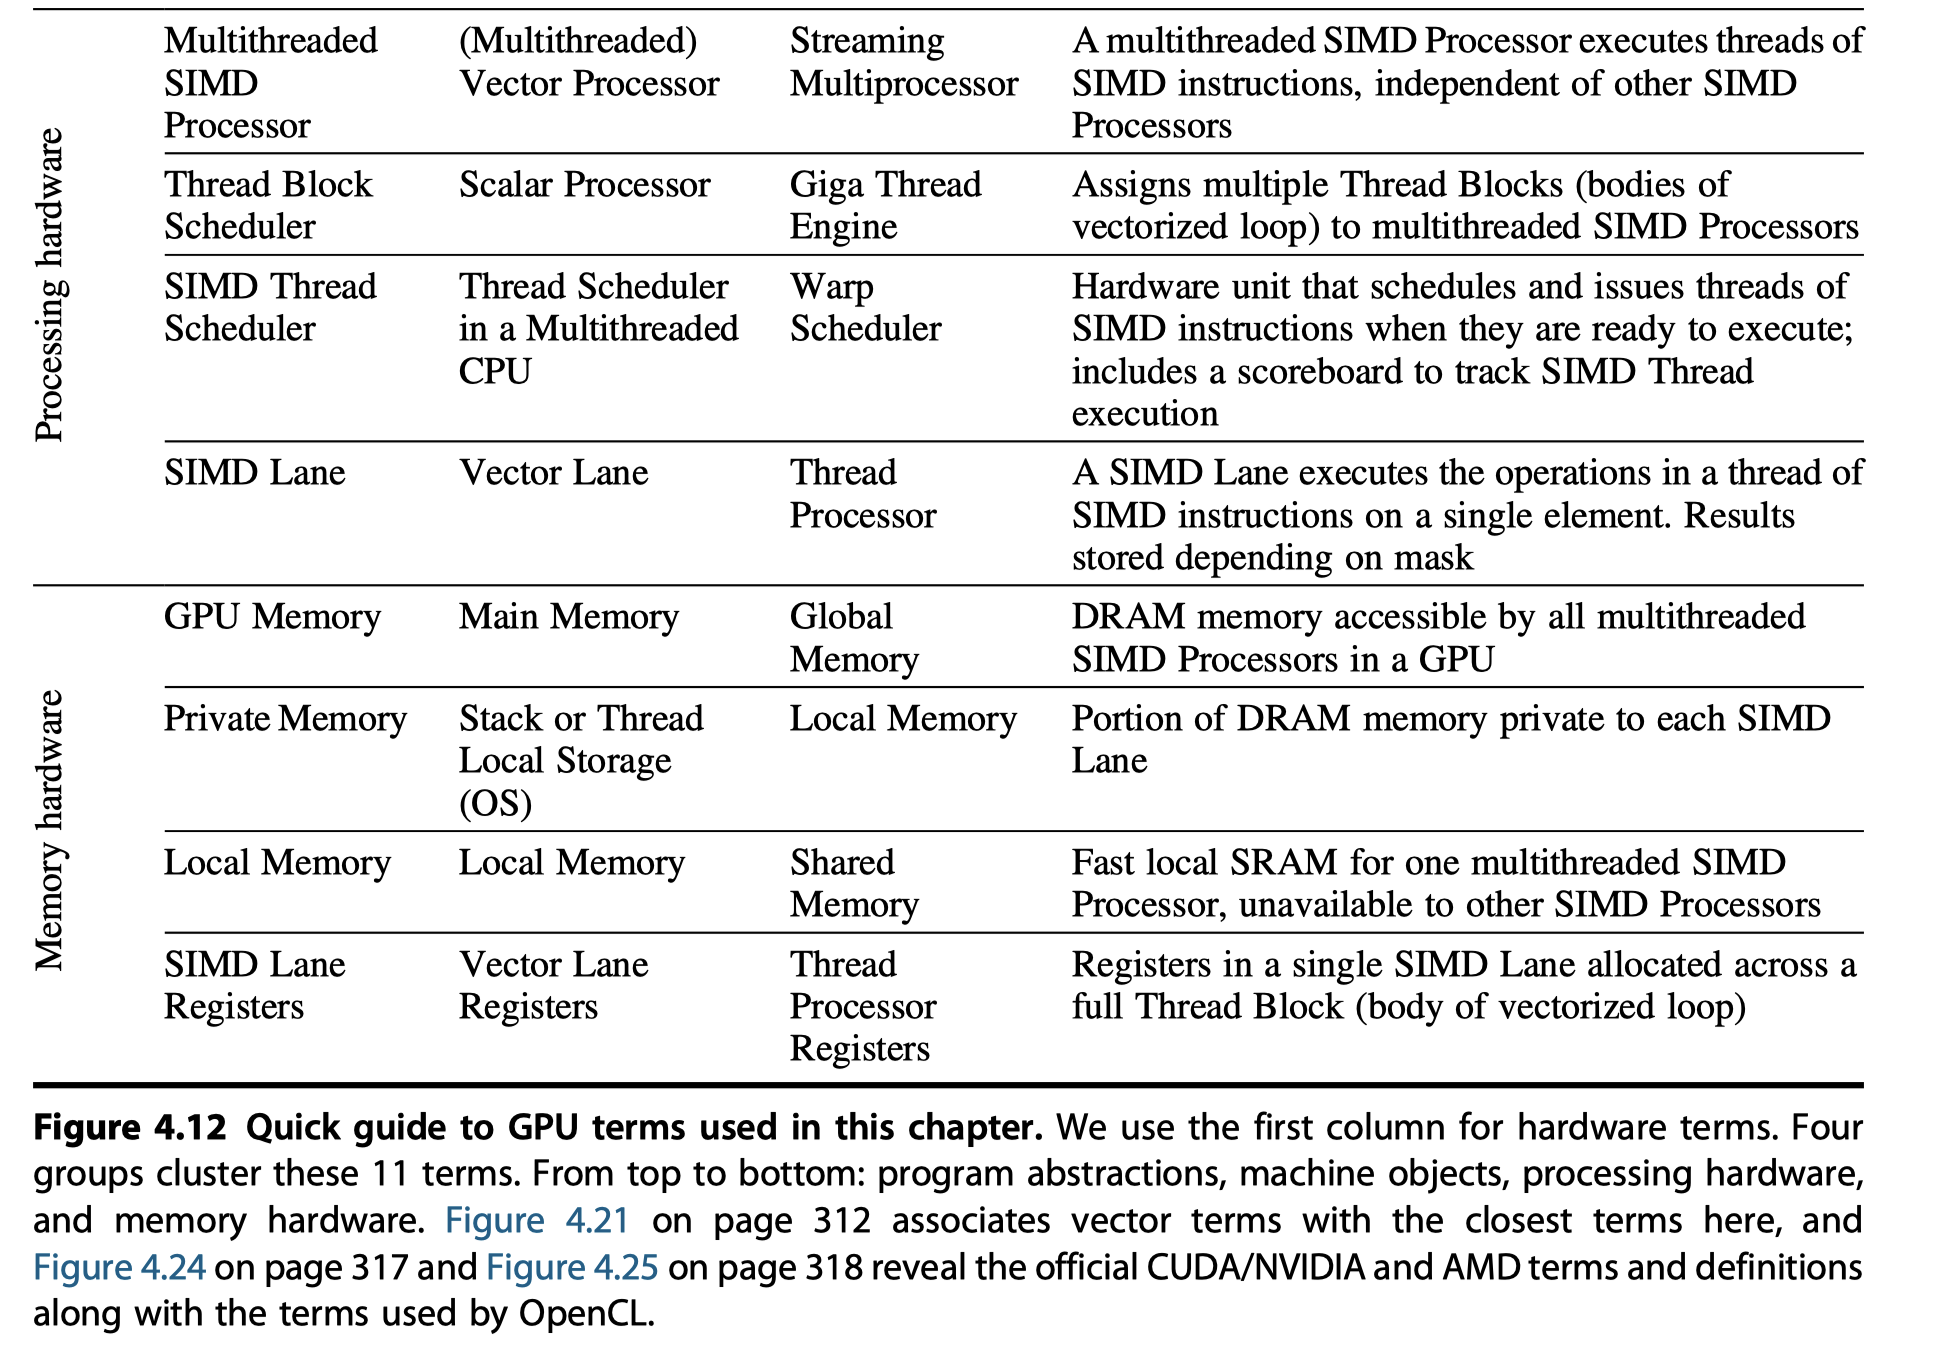 Processing hardware
Multithreaded (Multithreaded) Streaming A multithreaded SIMD Processor executes threads of
SIMD Vector Processor Multiprocessor SIMD instructions, independent of other SIMD
Processor Processors
Thread Block Scalar Processor Giga Thread Assigns multiple Thread Blocks (bodies of
Scheduler Engine vectorized loop) to multithreaded SIMD Processors
SIMD Thread Thread Scheduler Warp Hardware unit that schedules and issues threads of
Scheduler in a Multithreaded Scheduler SIMD instructions when they are ready to execute;
CPU includes a scoreboard to track SIMD Thread
execution
SIMD Lane Vector Lane Thread A SIMD Lane executes the operations in a thread of
Processor SIMD instructions on a single element. Results
stored depending on mask
Memory hardware
GPU Memory Main Memory Global DRAM memory accessible by all multithreaded
Memory SIMD Processors in a GPU
Private Memory Stack or Thread Local Memory Portion of DRAM memory private to each SIMD
Local Storage Lane
(OS)
Local Memory Local Memory Shared Fast local SRAM for one multithreaded SIMD
Memory Processor, unavailable to other SIMD Processors
SIMD Lane Vector Lane Thread Registers in a single SIMD Lane allocated across a
Registers Registers Processor full Thread Block (body of vectorized loop)
Registers
Figure 4.12 Quick guide to GPU terms used in this chapter. We use the first column for hardware terms. Four
groups cluster these 11 terms. From top to bottom: program abstractions, machine objects, processing hardware,
and memory hardware. Figure 4.21 on page 312 associates vector terms with the closest terms here, and
Figure 4.24 on page 317 and Figure 4.25 on page 318 reveal the official CUDA/NVIDIA and AMD terms and definitions
along with the terms used by OpenCL.